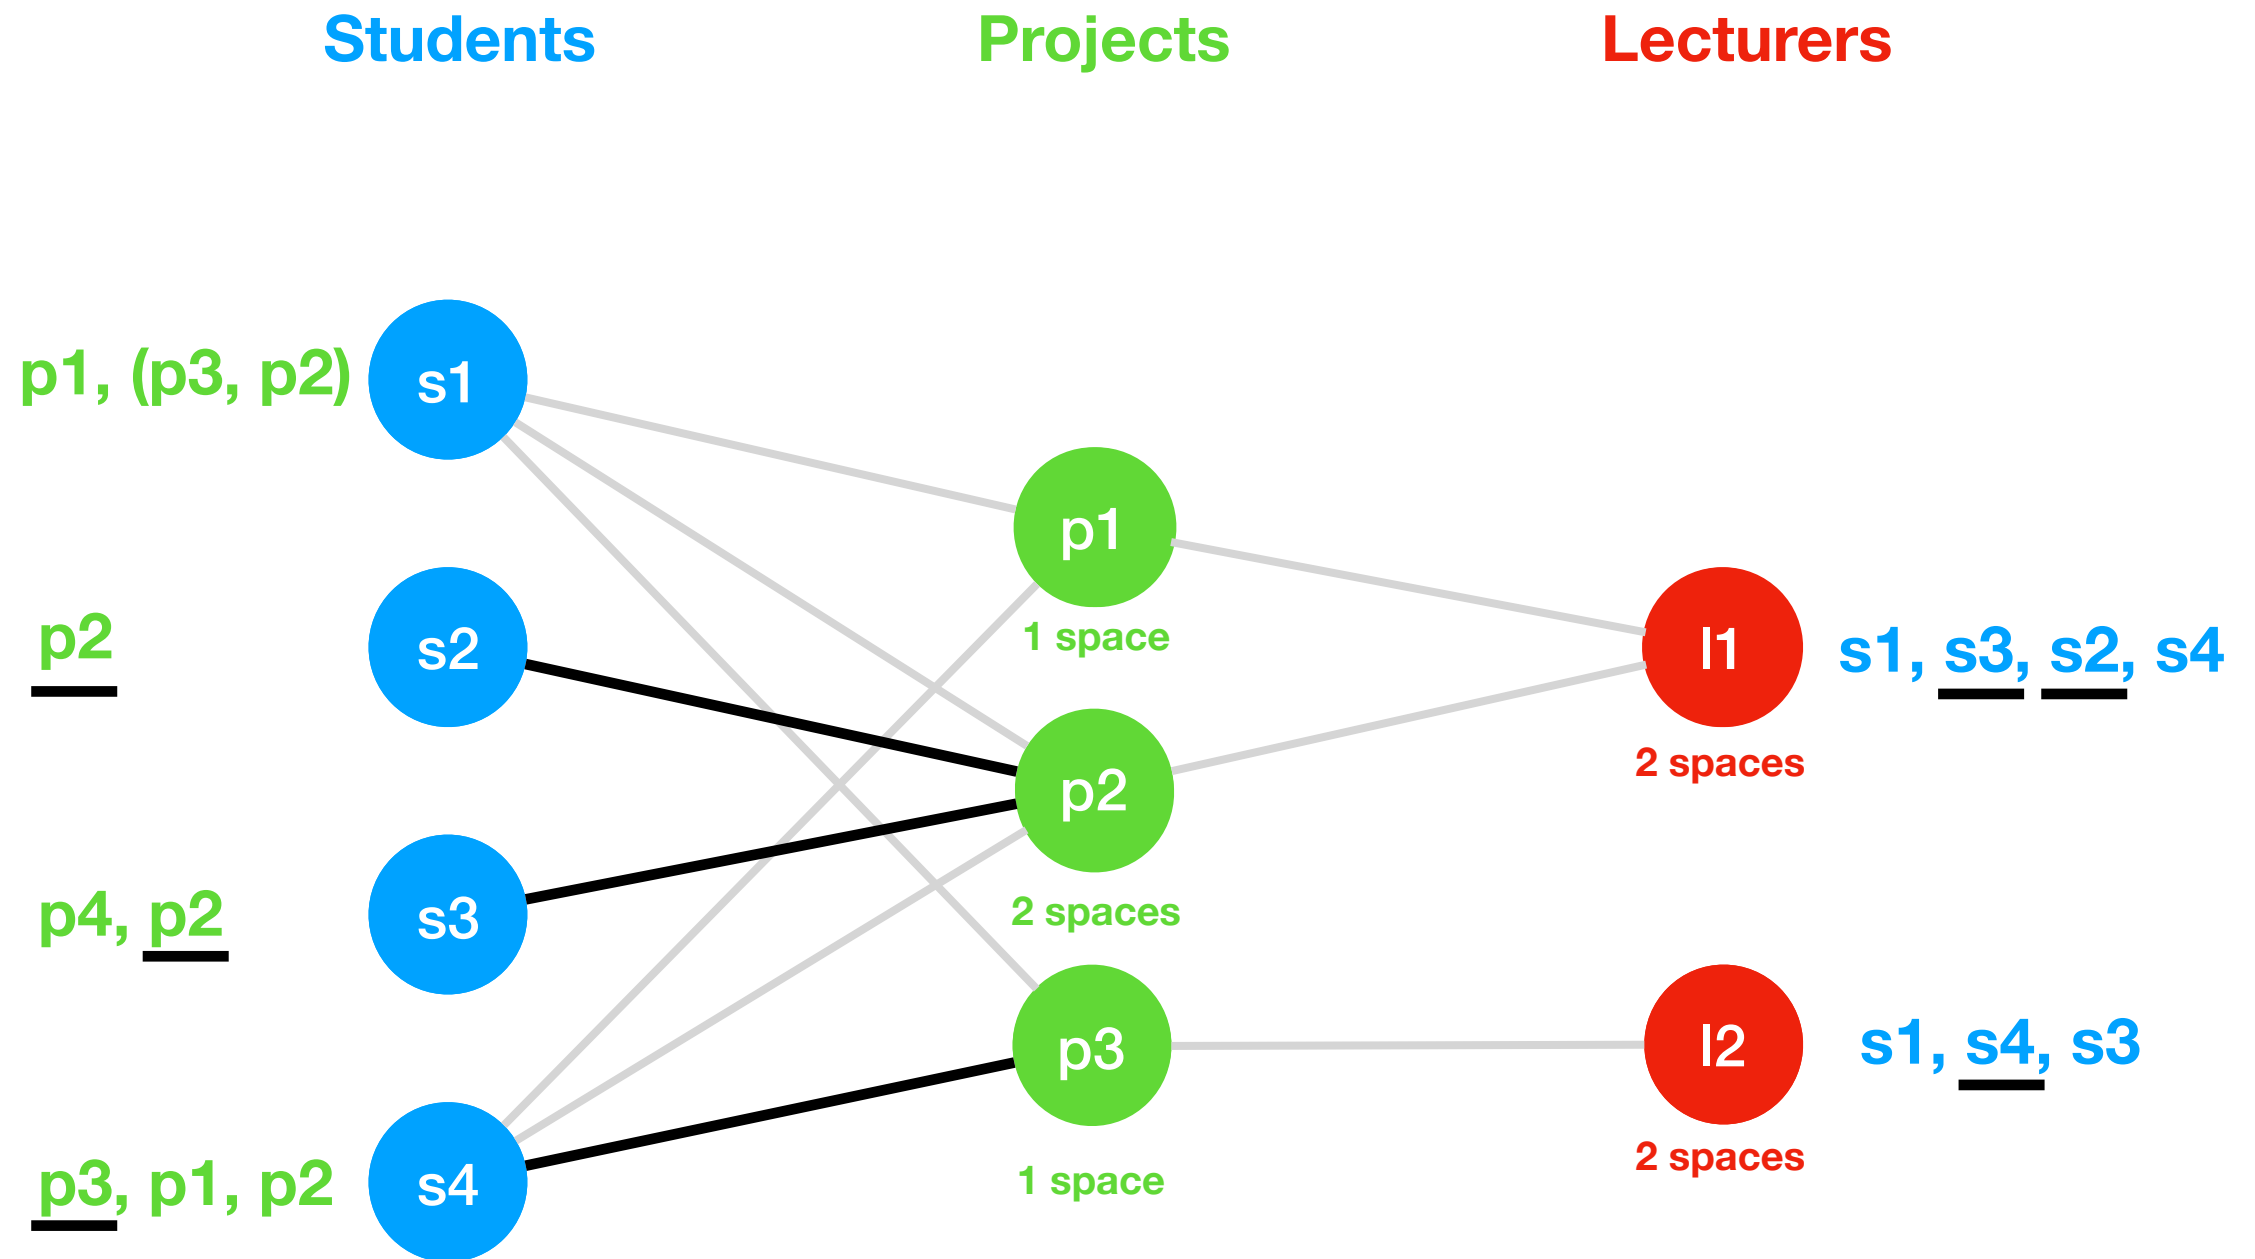 Students Projects Lecturers
p1, (p3, p2) s1
p1
1 space
p2 s2 l1 s1, s3, s2, s4
2 spaces
p2
2 spaces
p4, p2 s3
p3 l2 s1, s4, s3
1 space 2 spaces
p3, p1, p2 s4